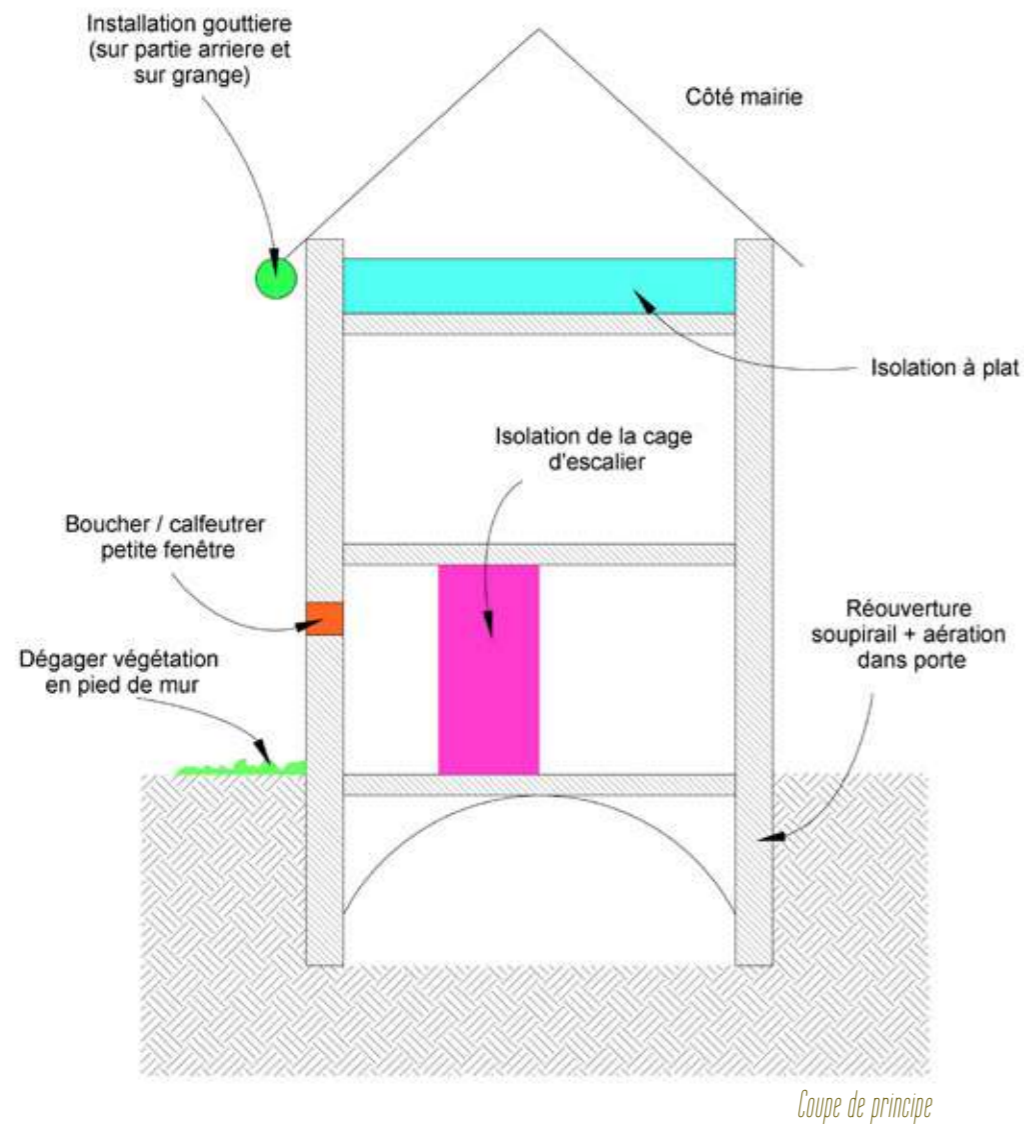 Installation gouttiere
(sur partie arriere et
sur grange)
Côté mairie
Isolation à plat
Isolation de la cage
d'escalier
Boucher / calfeutrer
petite fenêtre
Réouverture
soupirail + aération
dans porte
Dégager végétation
en pied de mur
Coupe de principe